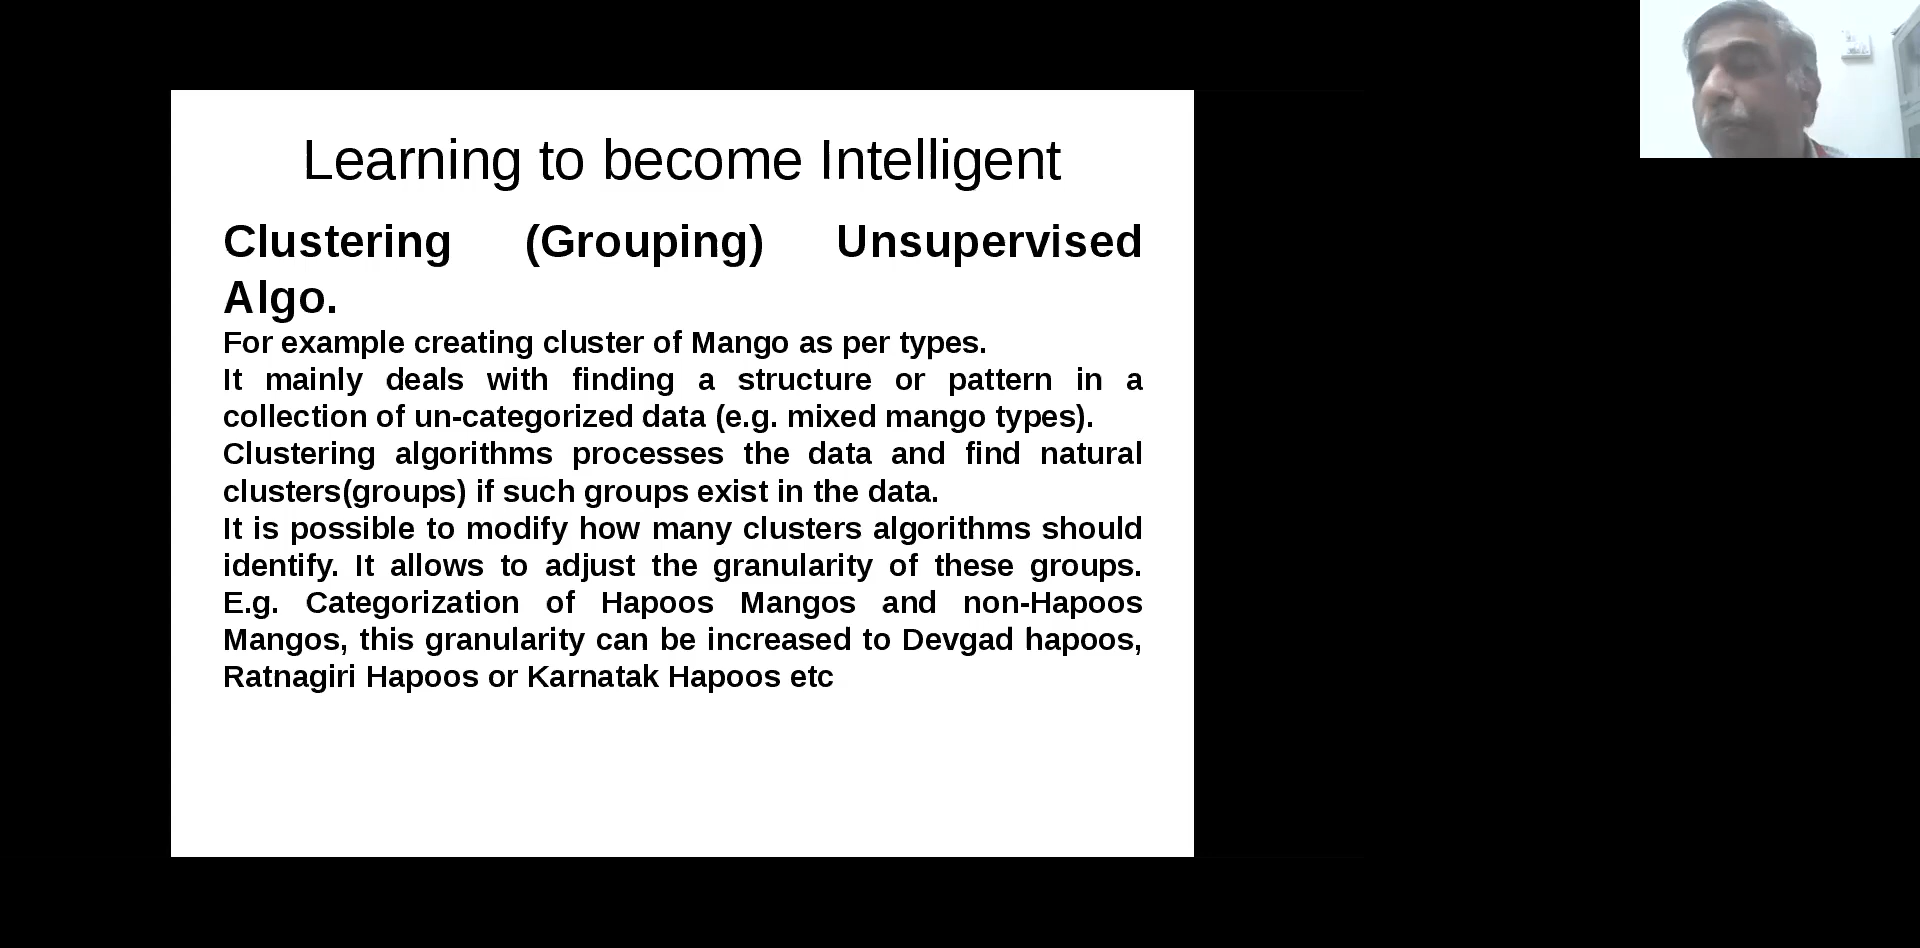 Learning to become Intelligent
Clustering (Grouping) Unsupervised
Algo.
For example creating cluster of Mango as per types.
It mainly deals with finding a structure or pattern in a
collection of un-categorized data (e.g. mixed mango types).
Clustering algorithms processes the data and find natural
clusters(groups) if such groups exist in the data.
It is possible to modify how many clusters algorithms should
identify. It allows to adjust the granularity of these groups.
E.g. Categorization of Hapoos Mangos and non-Hapoos
Mangos, this granularity can be increased to Devgad hapoos,
Ratnagiri Hapoos or Karnatak Hapoos etc